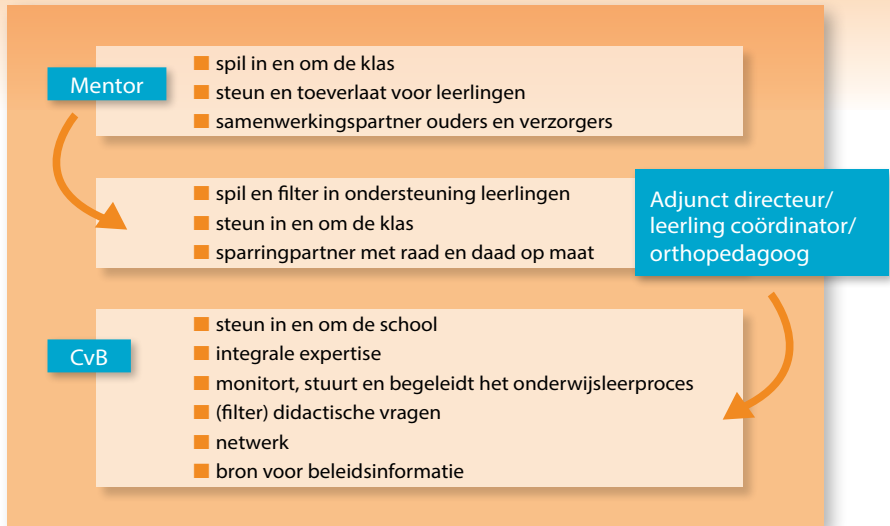 Mentor
spil in en om de klas
steun en toeverlaat voor leerlingen
samenwerkingspartner ouders en verzorgers
spil en filter in ondersteuning leerlingen
steun in en om de klas
sparringpartner met raad en daad op maat
Adjunct directeur/
leerling coördinator/
orthopedagoog
CvB
steun in en om de school
integrale expertise
monitort, stuurt en begeleidt het onderwijsleerproces
(filter) didactische vragen
netwerk
bron voor beleidsinformatie